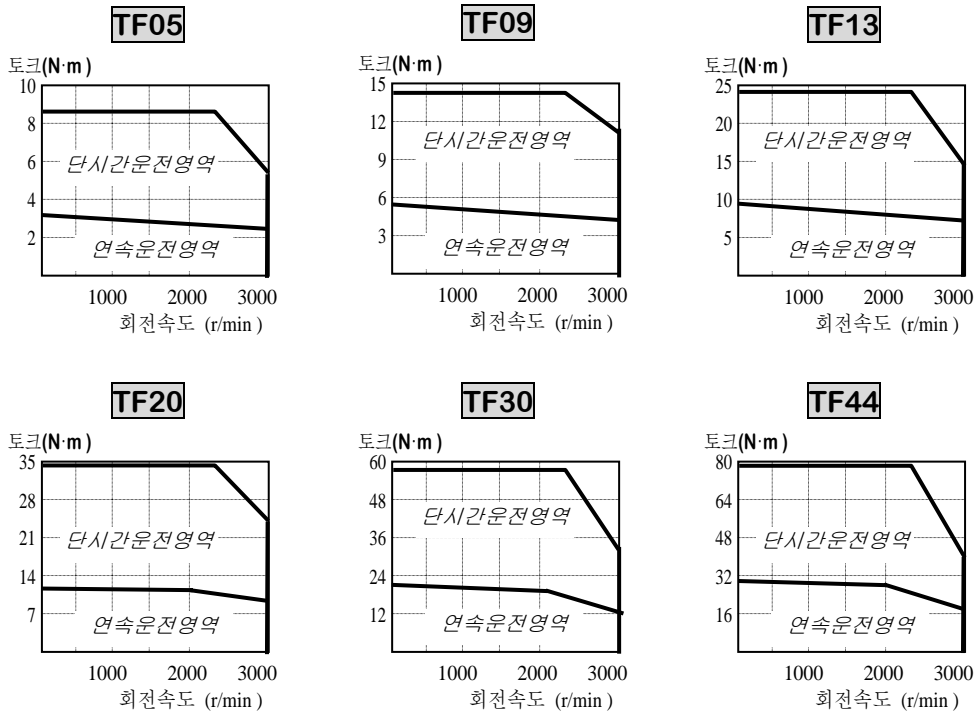 TF05
토크(N·m )
10
8
6
4
2
단시간운전영역
연속운전영역
1000 2000 3000
회전속도 (r/min )
TF09
토크(N·m )
15
12
9
6
3
단시간운전영역
연속운전영역
1000 2000 3000
회전속도 (r/min )
TF13
토크(N·m )
25
20
15
10
5
단시간운전영역
연속운전영역
1000 2000 3000
회전속도 (r/min )
TF20
토크(N·m )
35
28
21
14
7
단시간운전영역
연속운전영역
1000 2000 3000
회전속도 (r/min )
TF30
토크(N·m )
60
48
36
24
12
단시간운전영역
연속운전영역
1000 2000 3000
회전속도 (r/min )
TF44
토크(N·m )
80
64
48
32
16
단시간운전영역
연속운전영역
1000 2000 3000
회전속도 (r/min )